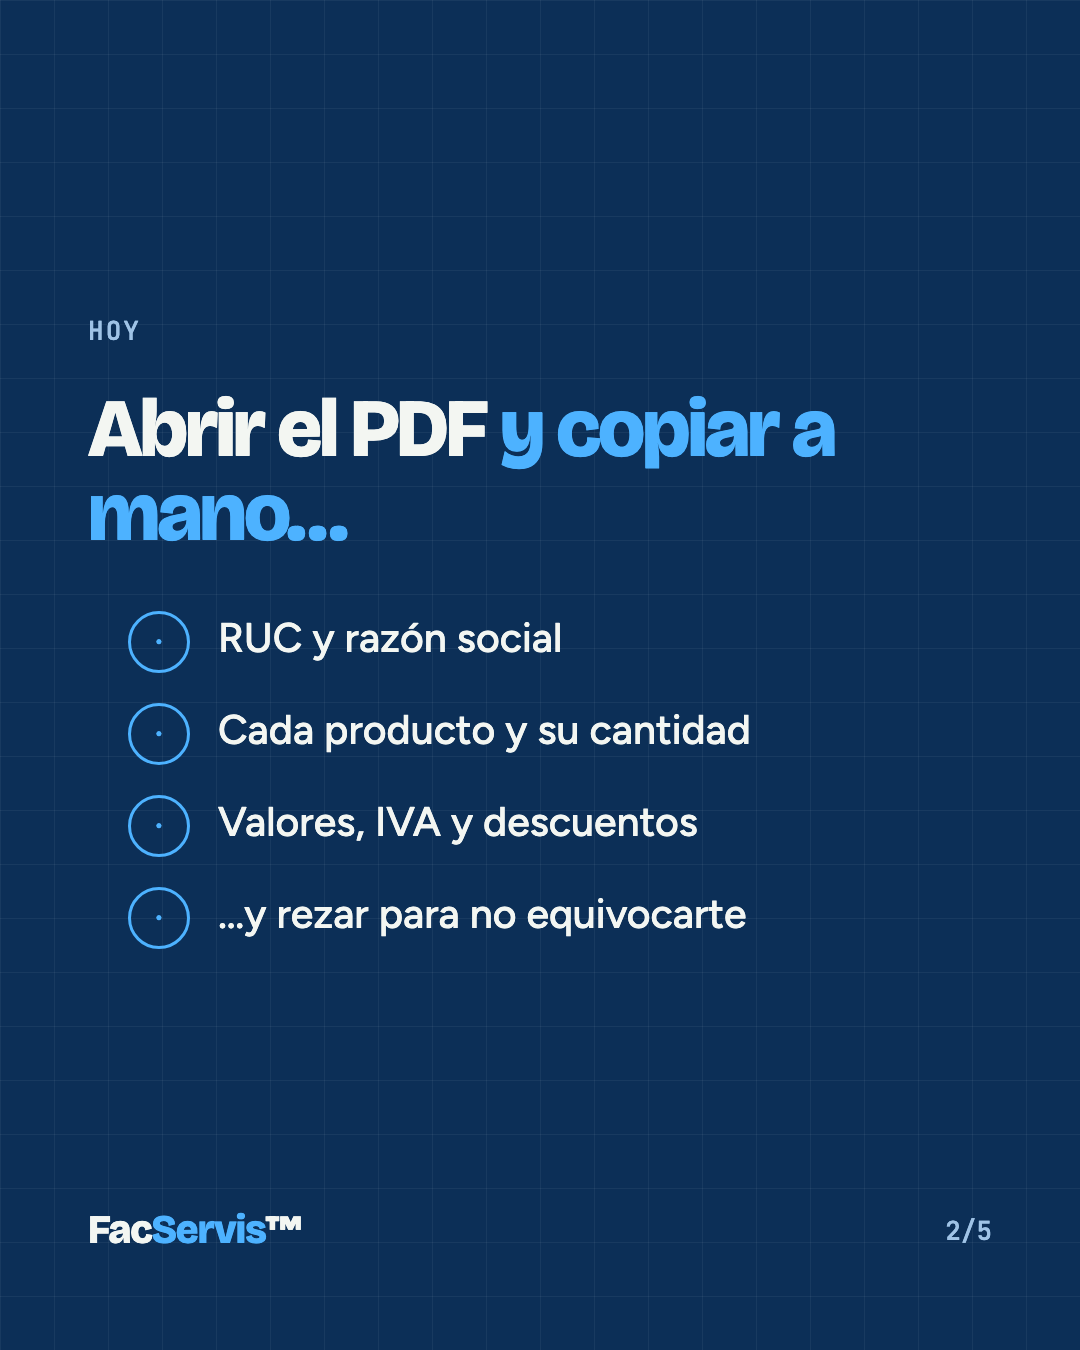 HOY
Abrir el PDF y copiar a
mano...
RUC y razón social
Cada producto y su cantidad
Valores, IVA y descuentos
...y rezar para no equivocarte
FacServis™
2/5